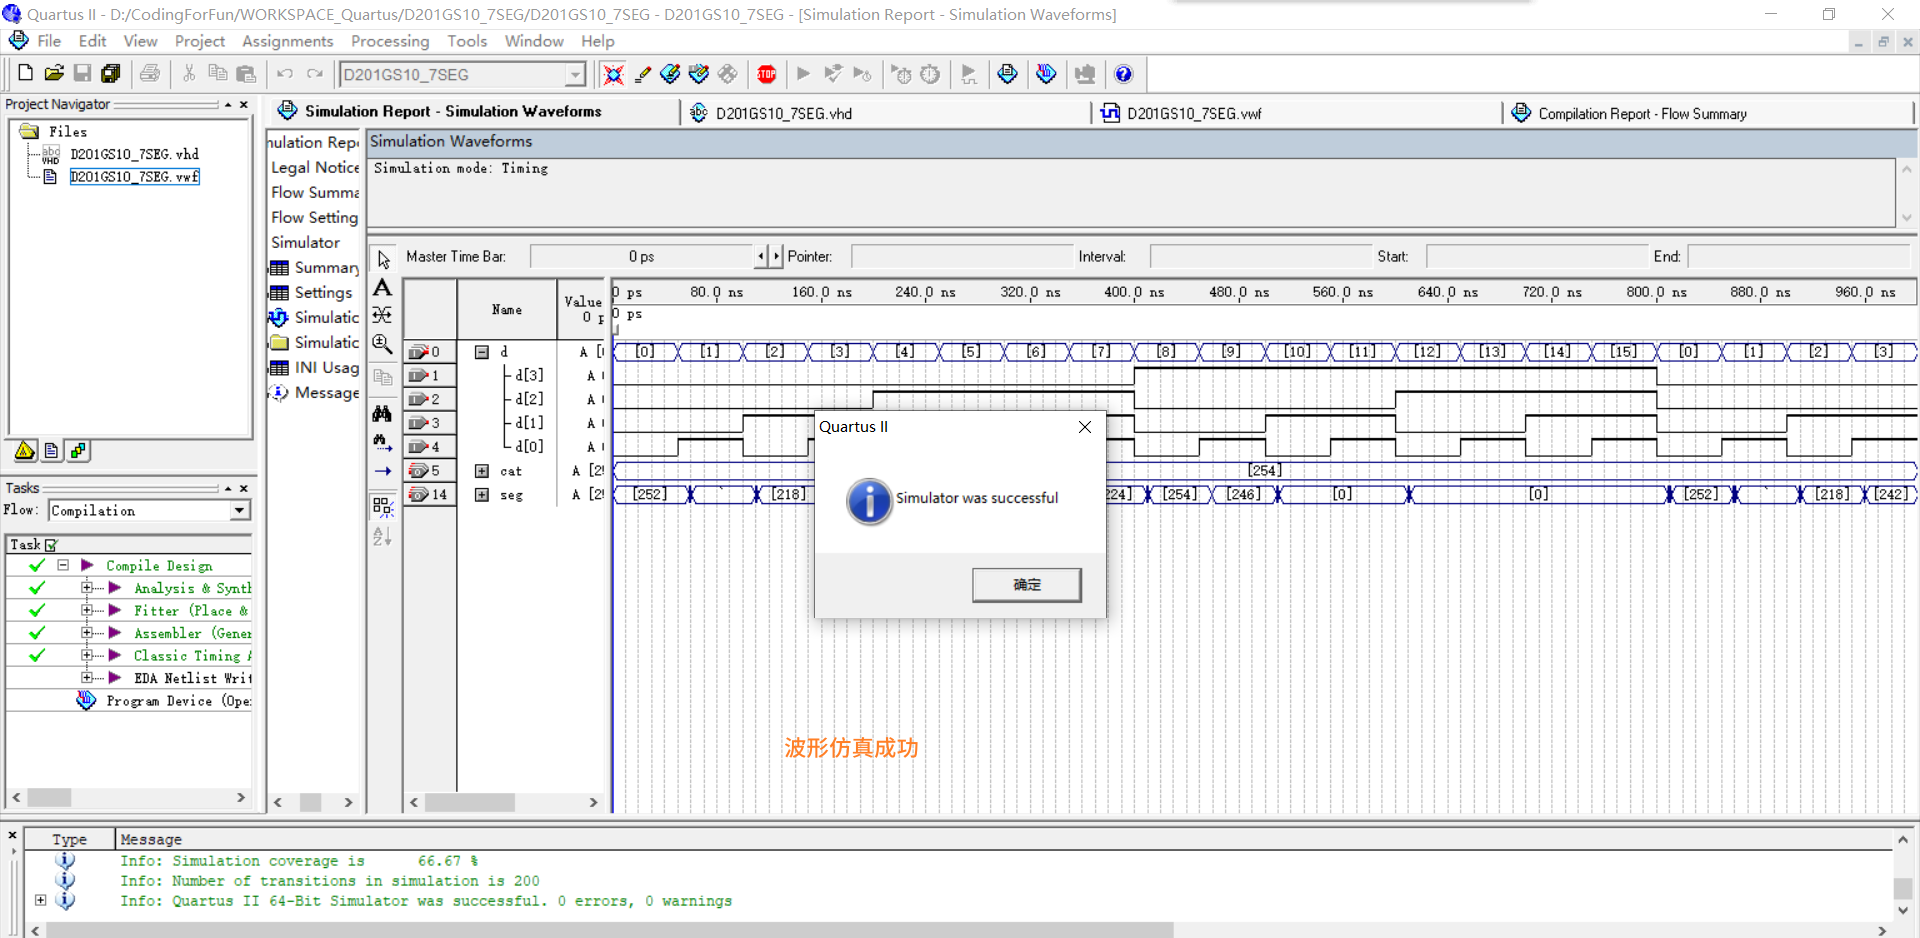 Quartus II - D:/CodingForFun/WORKSPACE_Quartus/D201GS10_7SEG/D201GS10_7SEG - D201GS10_7SEG - [Simulation Report - Simulation Waveforms]
File Edit View Project Assignments Processing Tools Window Help
D201GS10_7SEG
STOP
Project Navigator
Files
D201GS10_7SEG.vhd
D201GS10_7SEG.vwf
Simulation Report - Simulation Waveforms
D201GS10_7SEG.vhd
D201GS10_7SEG.vwf
Compilation Report - Flow Summary
nulation Repo
Legal Notice
Flow Summa
Flow Setting
Simulator
Summary
Settings
Simulatic
Simulatic
INI Usag
Message
Simulation Waveforms
Simulation mode: Timing
Master Time Bar: 0 ps Pointer: Interval: Start: End:
Name
Value
0 p
0 ps 80.0 ns 160.0 ns 240.0 ns 320.0 ns 400.0 ns 480.0 ns 560.0 ns 640.0 ns 720.0 ns 800.0 ns 880.0 ns 960.0 ns
0 ps
0 d A [ [0] [1] [2] [3] [4] [5] [6] [7] [8] [9] [10] [11] [12] [13] [14] [15] [0] [1] [2] [3]
1 d[3] A
2 d[2] A
3 d[1] A
4 d[0] A
5 cat A [25 [254]
14 seg A [25 [252] [218] 224] [254] [246] [0] [0] [252] [218] [242]
Quartus II
Simulator was successful
确定
波形仿真成功
Tasks
Flow: Compilation
Task
Compile Design
Analysis & Synth
Fitter (Place &
Assembler (Gener
Classic Timing A
EDA Netlist Writ
Program Device (Ope
Type Message
Info: Simulation coverage is 66.67 %
Info: Number of transitions in simulation is 200
Info: Quartus II 64-Bit Simulator was successful. 0 errors, 0 warnings